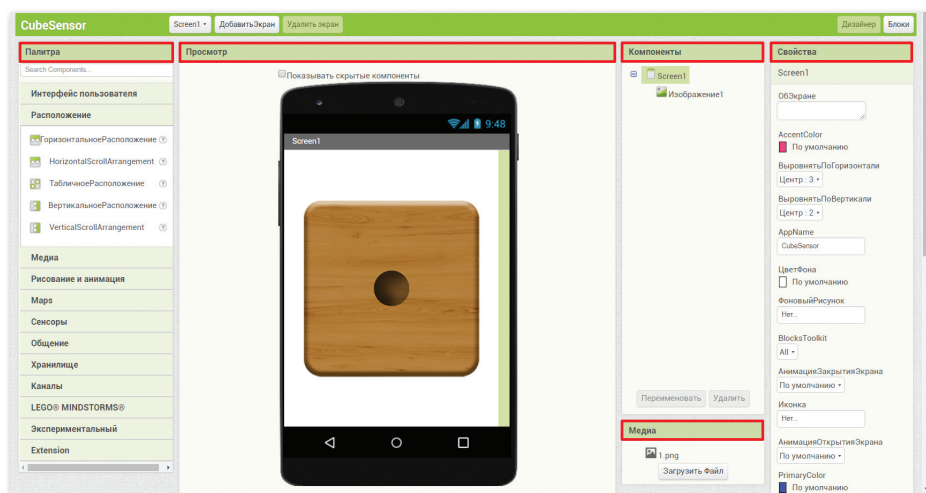 CubeSensor
Screen1
ДобавитьЭкран
Удалить экран
Дизайнер
Блоки
Палитра
Search Components...
Интерфейс пользователя
Расположение
ГоризонтальноеРасположение
HorizontalScrollArrangement
ТабличноеРасположение
ВертикальноеРасположение
VerticalScrollArrangement
Медиа
Рисование и анимация
Maps
Сенсоры
Общение
Хранилище
Каналы
LEGO® MINDSTORMS®
Экспериментальный
Extension
Просмотр
Показывать скрытые компоненты
9:48
Screen1
Компоненты
Screen1
Изображение1
Переименовать
Удалить
Медиа
1.png
Загрузить Файл
Свойства
Screen1
ОбЭкране
AccentColor
По умолчанию
ВыровнятьПоГоризонтали
Центр : 3
ВыровнятьПоВертикали
Центр : 2
AppName
CubeSensor
ЦветФона
По умолчанию
ФоновыйРисунок
Нет...
BlocksToolkit
All
АнимацияЗакрытияЭкрана
По умолчанию
Иконка
Нет...
АнимацияОткрытияЭкрана
По умолчанию
PrimaryColor
По умолчанию